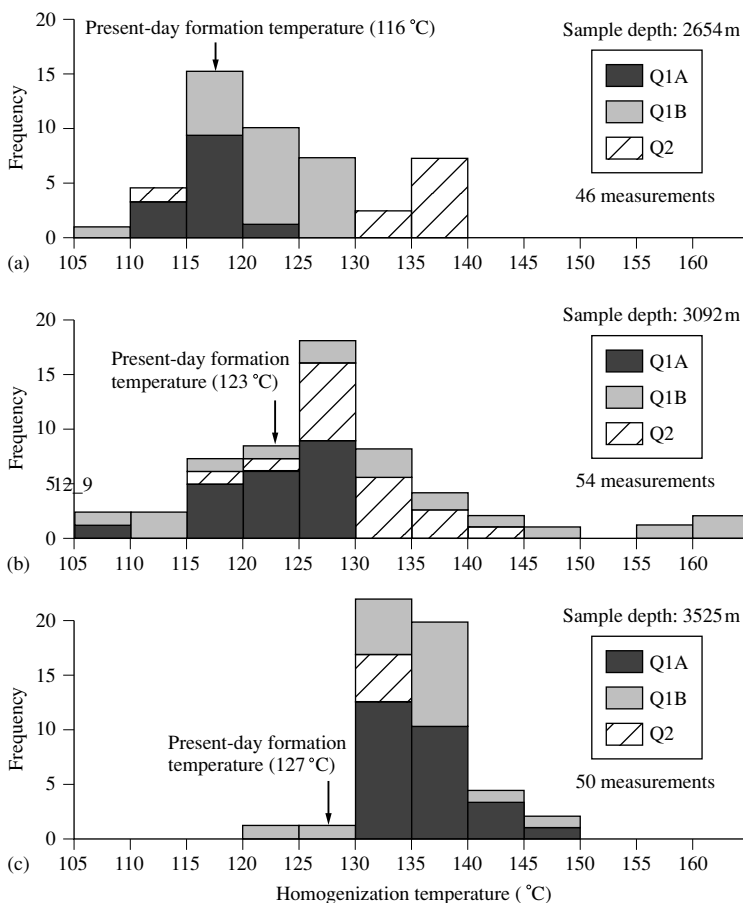 20
Present-day formation temperature (116 °C)
Sample depth: 2654 m
15
Q1A
10
Q1B
Frequency
5
Q2
46 measurements
0
(a)
105 110 115 120 125 130 135 140 145 150 155 160
20
Sample depth: 3092 m
Present-day formation
temperature (123 °C)
15
Q1A
10
Q1B
Frequency
Q2
512_9
54 measurements
0
(b)
105 110 115 120 125 130 135 140 145 150 155 160
Sample depth: 3525 m
20
Q1A
15
Q1B
Frequency
10
Q2
Present-day formation
temperature (127 °C)
50 measurements
5
0
(c)
105 110 115 120 125 130 135 140 145 150 155 160
Homogenization temperature (°C)